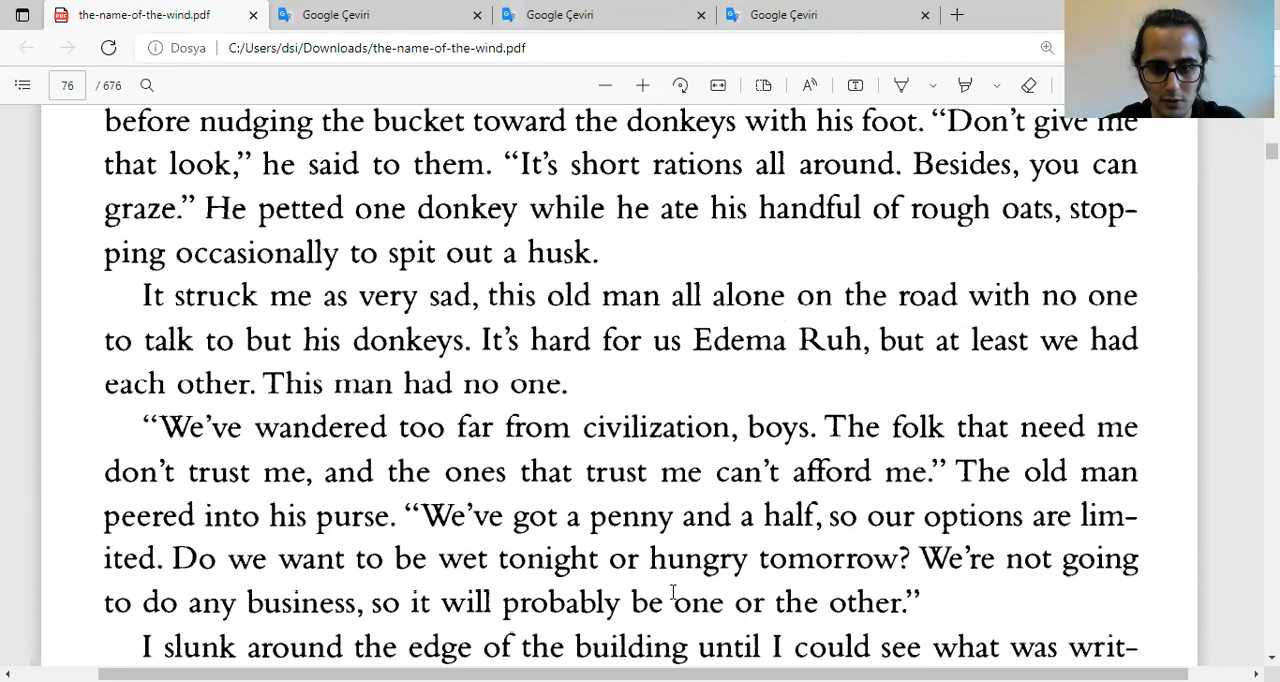 the-name-of-the-wind.pdf
Google Çeviri
Google Çeviri
Google Çeviri
Dosya
C:/Users/dsi/Downloads/the-name-of-the-wind.pdf
76 / 676
before nudging the bucket toward the donkeys with his foot. “Don’t give me
that look,” he said to them. “It’s short rations all around. Besides, you can
graze.” He petted one donkey while he ate his handful of rough oats, stop-
ping occasionally to spit out a husk.
It struck me as very sad, this old man all alone on the road with no one
to talk to but his donkeys. It’s hard for us Edema Ruh, but at least we had
each other. This man had no one.
“We’ve wandered too far from civilization, boys. The folk that need me
don’t trust me, and the ones that trust me can’t afford me.” The old man
peered into his purse. “We’ve got a penny and a half, so our options are lim-
ited. Do we want to be wet tonight or hungry tomorrow? We’re not going
to do any business, so it will probably be one or the other.”
I slunk around the edge of the building until I could see what was writ-